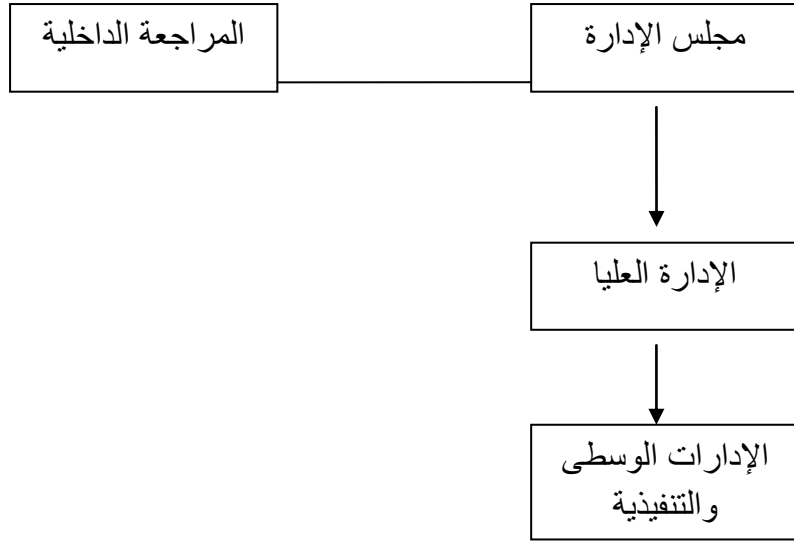 مجلس الإدارة
المراجعة الداخلية
الإدارة العليا
الإدارات الوسطى
والتنفيذية